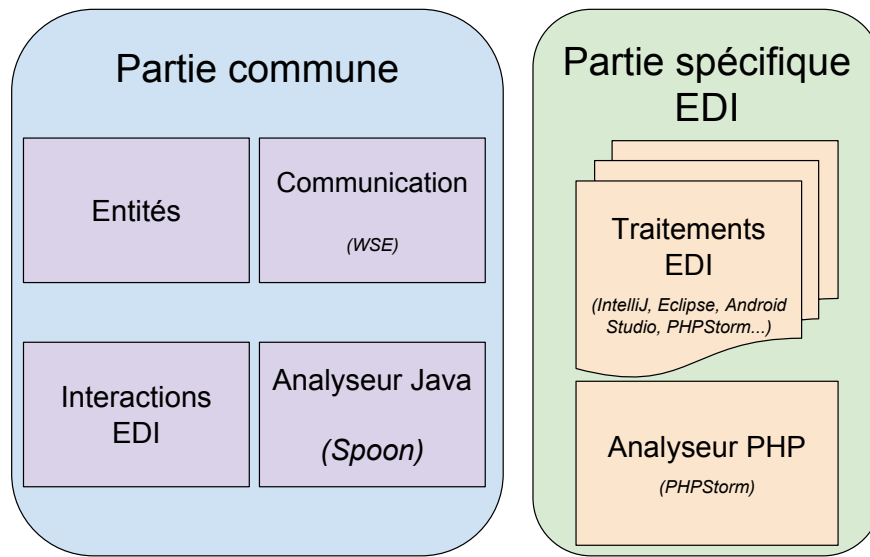 Partie commune
Entités
Communication
(WSE)
Interactions
EDI
Analyseur Java
(Spoon)
Partie spécifique
EDI
Traitements
EDI
(IntelliJ, Eclipse, Android
Studio, PHPStorm...)
Analyseur PHP
(PHPStorm)